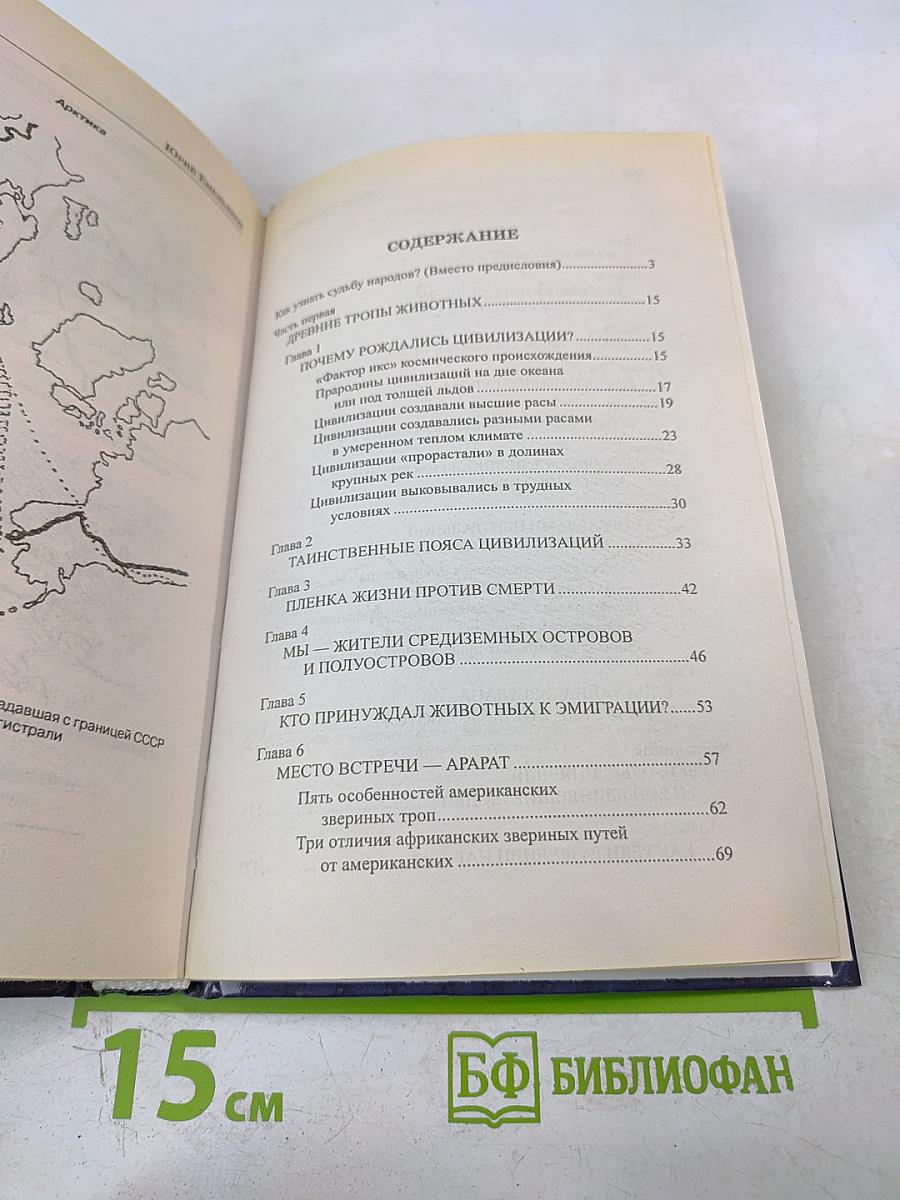 Арктика
Юрий Емельянов
адавшая с границей СССР
гистрали
СОДЕРЖАНИЕ
Как узнать судьбу народов? (Вместо предисловия)......................3
Часть первая
ДРЕВНИЕ ТРОПЫ ЖИВОТНЫХ..........................................15
Глава 1
ПОЧЕМУ РОЖДАЛИСЬ ЦИВИЛИЗАЦИИ?...................15
«Фактор икс» космического происхождения...............15
Прародины цивилизаций на дне океана
или под толщей льдов .............................................17
Цивилизации создавали высшие расы ..........................19
Цивилизации создавались разными расами
в умеренном теплом климате ..................................23
Цивилизации «прорастали» в долинах
крупных рек ..............................................................28
Цивилизации выковывались в трудных
условиях ....................................................................30
Глава 2
ТАИНСТВЕННЫЕ ПОЯСА ЦИВИЛИЗАЦИЙ ................33
Глава 3
ПЛЕНКА ЖИЗНИ ПРОТИВ СМЕРТИ ............................42
Глава 4
МЫ — ЖИТЕЛИ СРЕДИЗЕМНЫХ ОСТРОВОВ
И ПОЛУОСТРОВОВ ....................................................46
Глава 5
КТО ПРИНУЖДАЛ ЖИВОТНЫХ К ЭМИГРАЦИИ?......53
Глава 6
МЕСТО ВСТРЕЧИ — АРАРАТ ..........................................57
Пять особенностей американских
звериных троп............................................................62
Три отличия африканских звериных путей
от американских ........................................................69
15 см
БФ БИБЛИОФАН